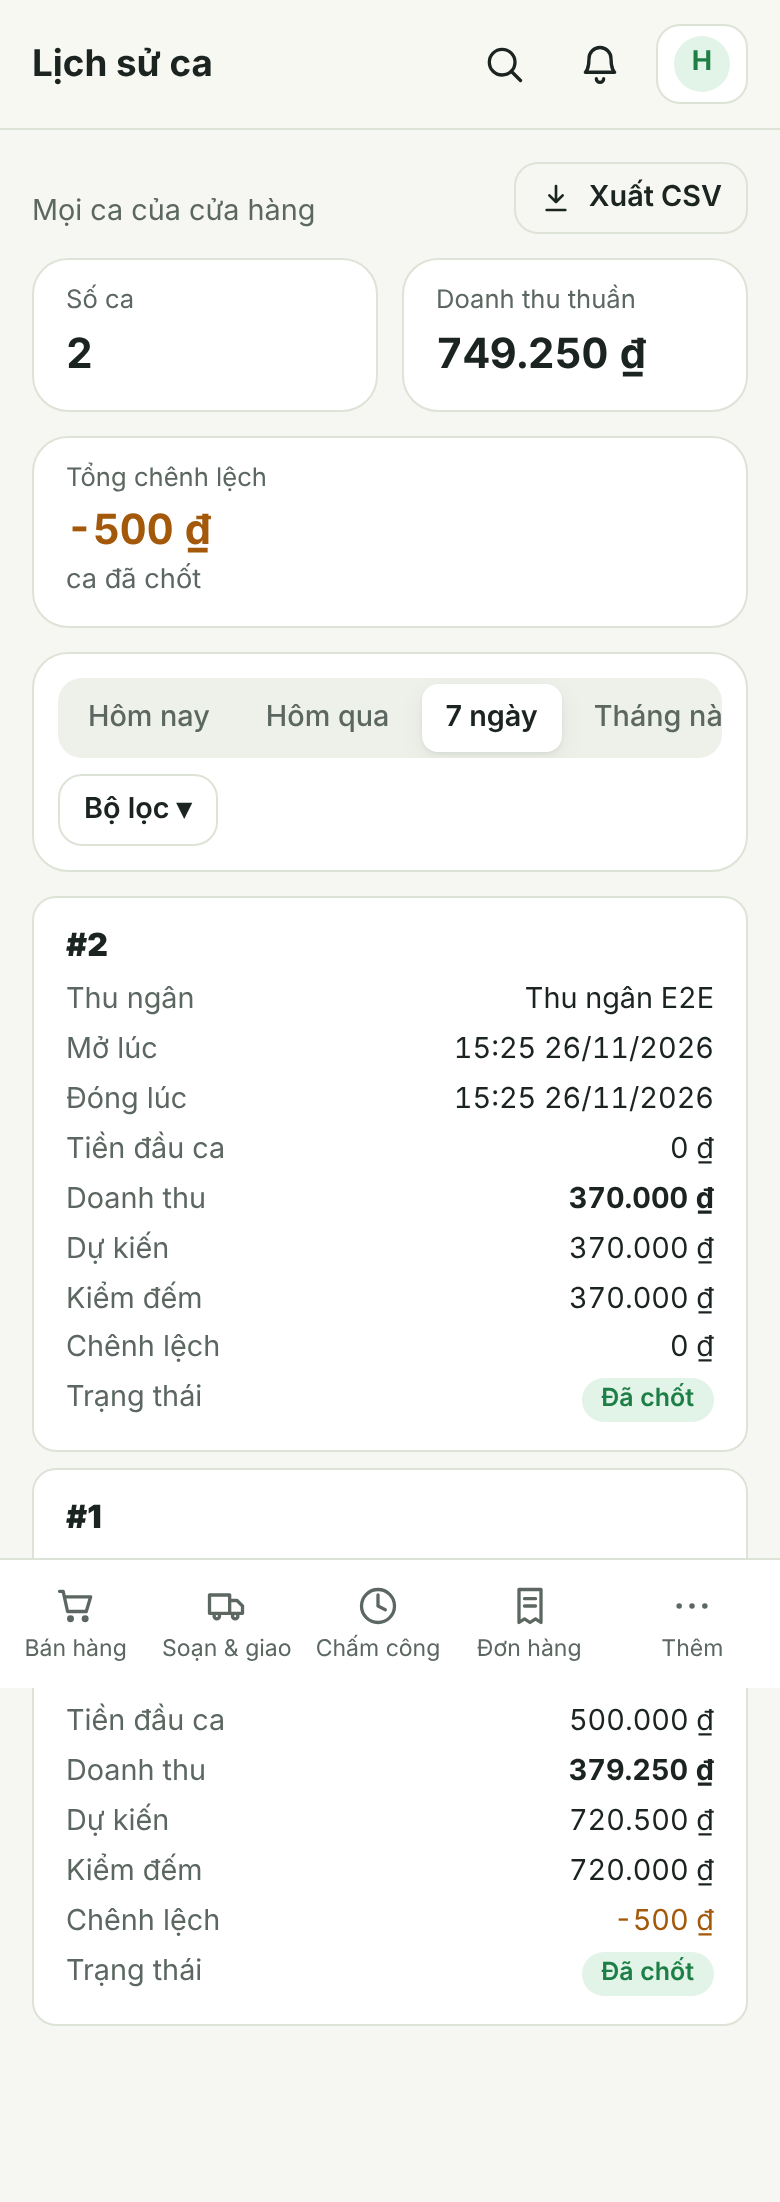 Lịch sử ca
H
Mọi ca của cửa hàng
Xuất CSV
Số ca
2
Doanh thu thuần
749.250 ₫
Tổng chênh lệch
-500 ₫
ca đã chốt
Hôm nay Hôm qua 7 ngày Tháng nà
Bộ lọc ▾
#2
Thu ngân Thu ngân E2E
Mở lúc 15:25 26/11/2026
Đóng lúc 15:25 26/11/2026
Tiền đầu ca 0 ₫
Doanh thu 370.000 ₫
Dự kiến 370.000 ₫
Kiểm đếm 370.000 ₫
Chênh lệch 0 ₫
Trạng thái Đã chốt
#1
Bán hàng Soạn & giao Chấm công Đơn hàng Thêm
Tiền đầu ca 500.000 ₫
Doanh thu 379.250 ₫
Dự kiến 720.500 ₫
Kiểm đếm 720.000 ₫
Chênh lệch -500 ₫
Trạng thái Đã chốt